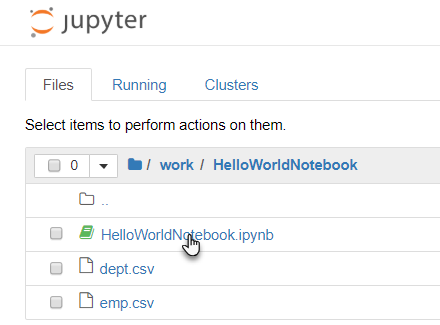 jupyter
Files Running Clusters
Select items to perform actions on them.
0 / work / HelloWorldNotebook
..
HelloWorldNotebook.ipynb
dept.csv
emp.csv